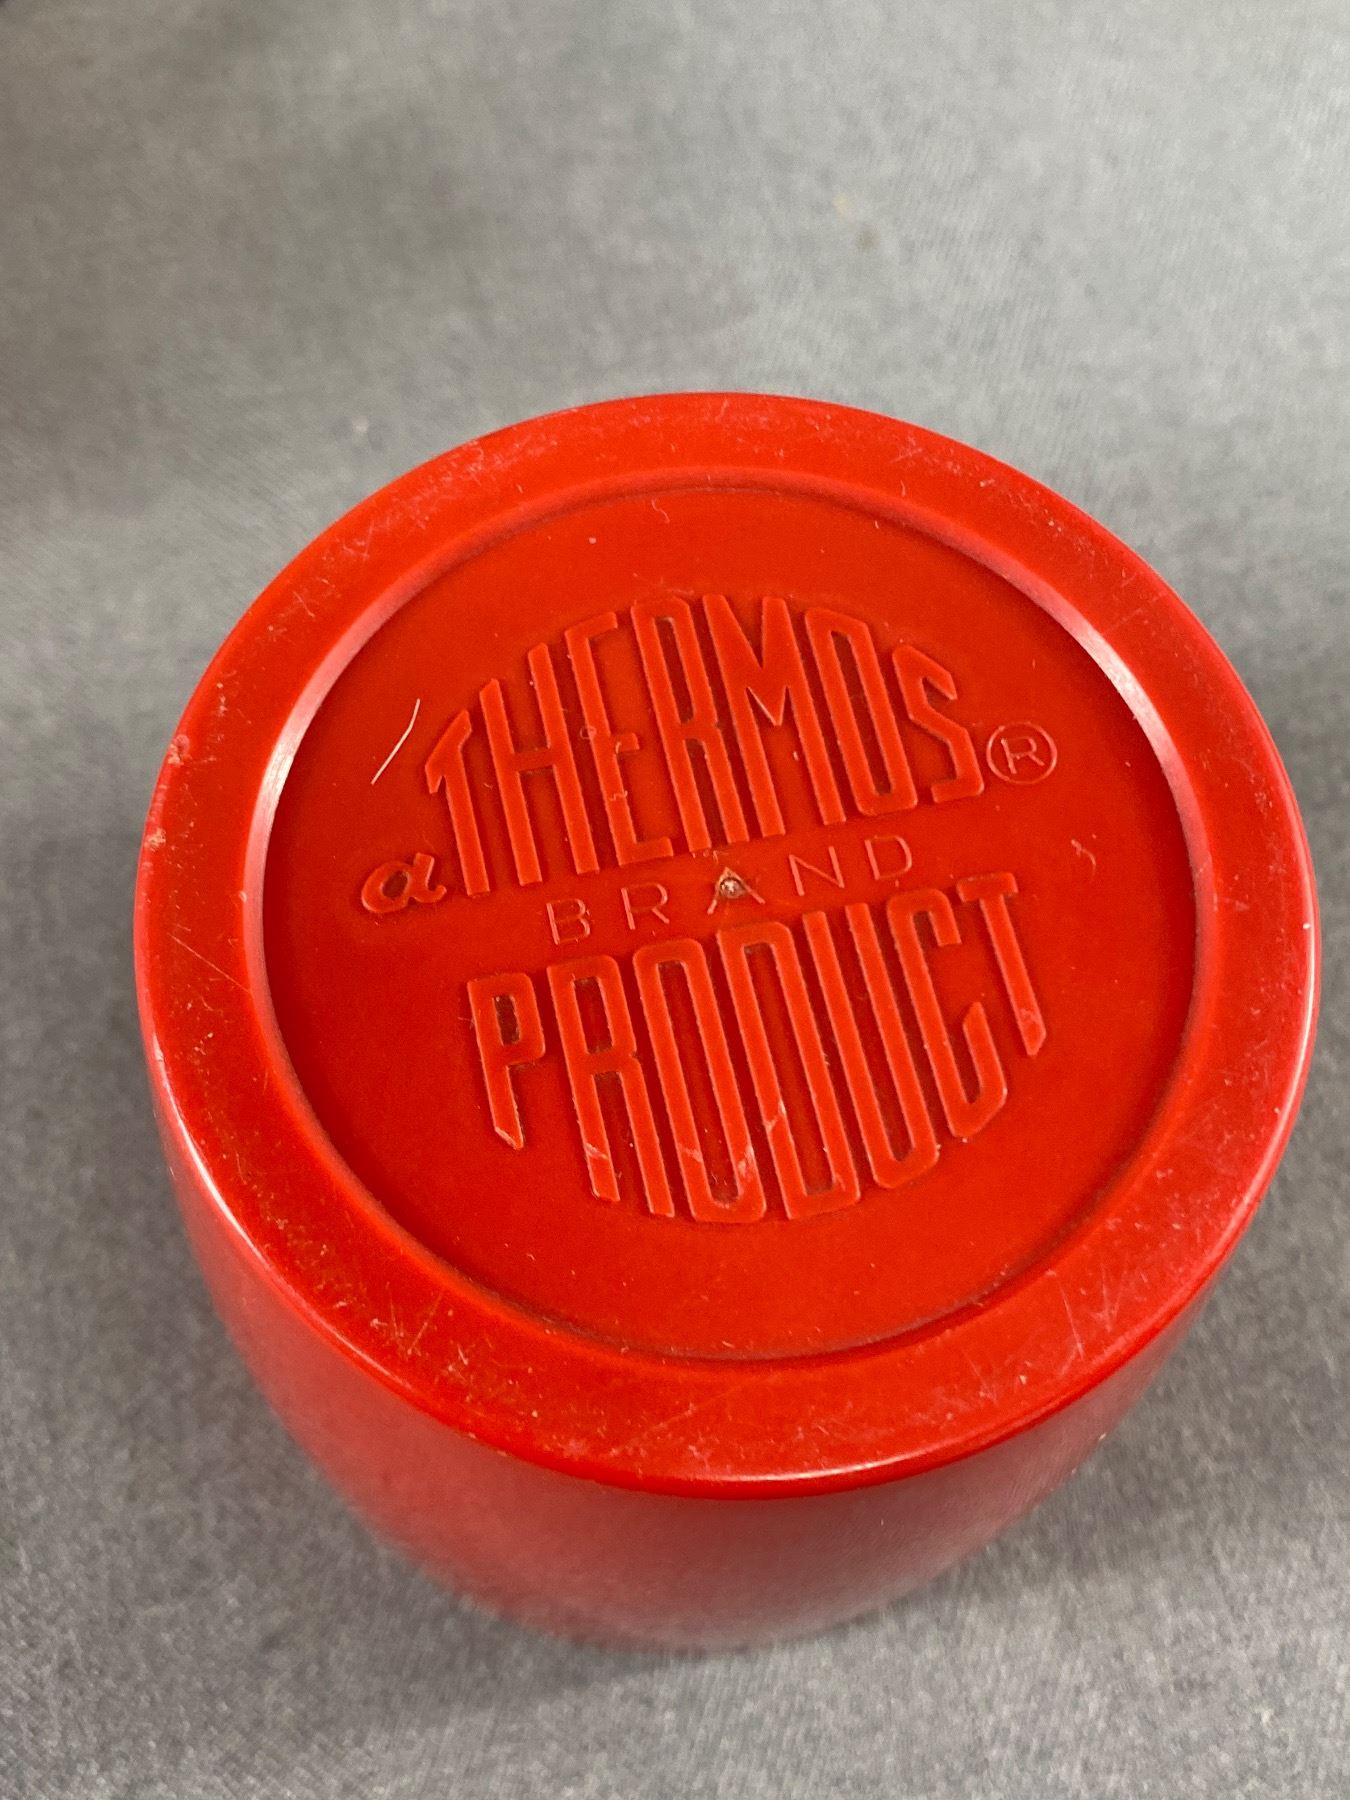 a THERMOS ®
BRAND
PRODUCT